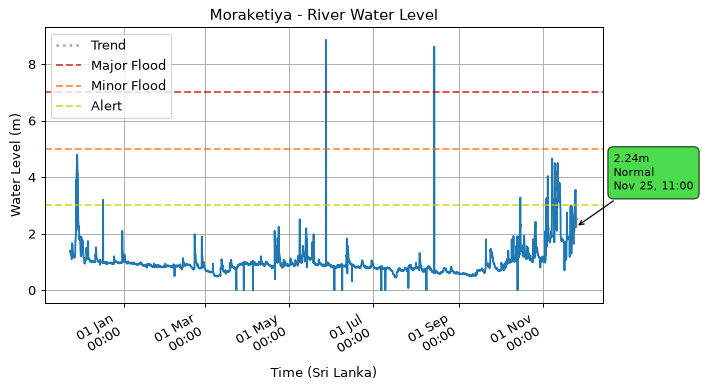 Moraketiya - River Water Level
Trend
Major Flood
Minor Flood
Alert
8
6
4
2
0
Water Level (m)
2.24m
Normal
Nov 25, 11:00
01 Jan
00:00
01 Mar
00:00
01 May
00:00
01 Jul
00:00
01 Sep
00:00
01 Nov
00:00
Time (Sri Lanka)